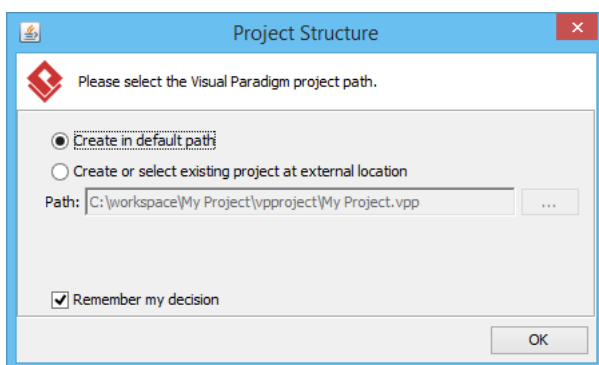 Project Structure
Please select the Visual Paradigm project path.
Create in default path
Create or select existing project at external location
Path: C:\workspace\My Project\vpproject\My Project.vpp ...
Remember my decision
OK